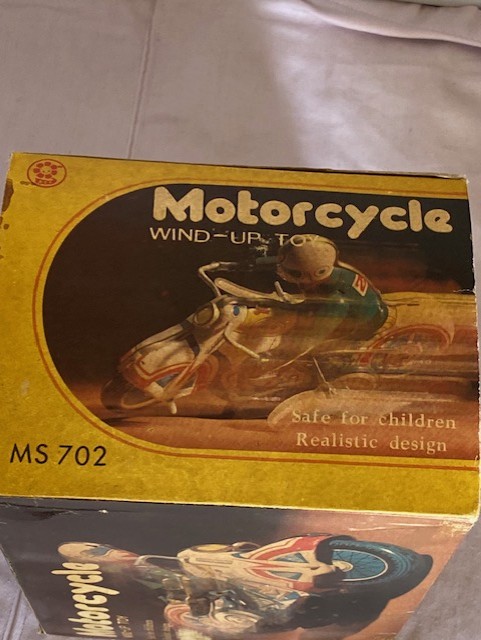 Motorcycle
WIND-UP TOY
Safe for children
Realistic design
MS 702
Motorcycle